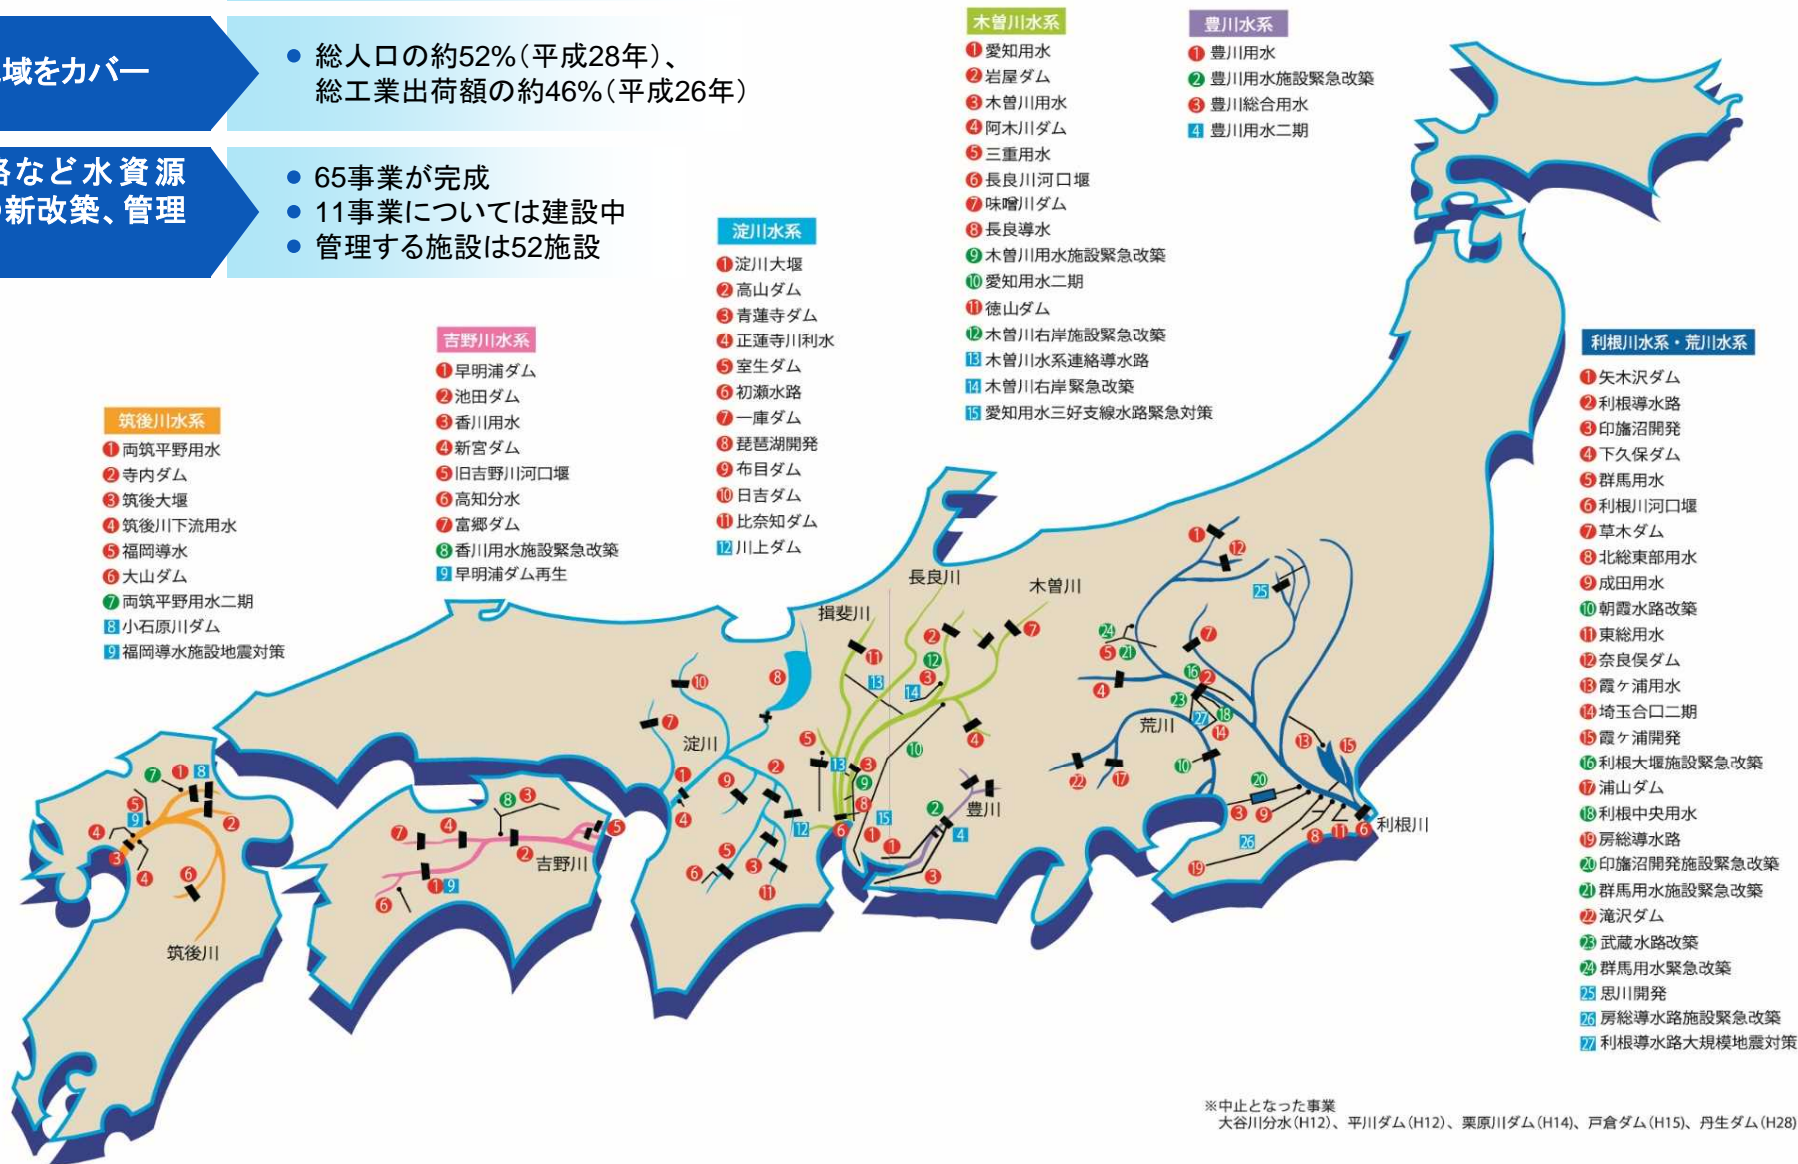 域をカバー
● 総人口の約52%(平成28年)、
総工業出荷額の約46%(平成26年)
など水資源
新改築、管理
● 65事業が完成
● 11事業については建設中
● 管理する施設は52施設
木曽川水系
1 愛知用水
2 岩屋ダム
3 木曽川用水
4 阿木川ダム
5 三重用水
6 長良川河口堰
7 味噌川ダム
8 長良導水
9 木曽川用水施設緊急改築
10 愛知用水二期
11 徳山ダム
12 木曽川右岸施設緊急改築
13 木曽川水系連絡導水路
14 木曽川右岸緊急改築
15 愛知用水三好支線水路緊急対策
豊川水系
1 豊川用水
2 豊川用水施設緊急改築
3 豊川総合用水
4 豊川用水二期
淀川水系
1 淀川大堰
2 高山ダム
3 青蓮寺ダム
4 正蓮寺川利水
5 室生ダム
6 初瀬水路
7 一庫ダム
8 琵琶湖開発
9 布目ダム
10 日吉ダム
11 比奈知ダム
12 川上ダム
吉野川水系
1 早明浦ダム
2 池田ダム
3 香川用水
4 新宮ダム
5 旧吉野川河口堰
6 高知分水
7 富郷ダム
8 香川用水施設緊急改築
9 早明浦ダム再生
筑後川水系
1 両筑平野用水
2 寺内ダム
3 筑後大堰
4 筑後川下流用水
5 福岡導水
6 大山ダム
7 両筑平野用水二期
8 小石原川ダム
9 福岡導水施設地震対策
利根川水系・荒川水系
1 矢木沢ダム
2 利根導水路
3 印旛沼開発
4 下久保ダム
5 群馬用水
6 利根川河口堰
7 草木ダム
8 北総東部用水
9 成田用水
10 朝霞水路改築
11 東総用水
12 奈良俣ダム
13 霞ケ浦用水
14 埼玉合口二期
15 霞ケ浦開発
16 利根大堰施設緊急改築
17 浦山ダム
18 利根中央用水
19 房総導水路
20 印旛沼開発施設緊急改築
21 群馬用水施設緊急改築
22 滝沢ダム
23 武蔵水路改築
24 群馬用水緊急改築
25 思川開発
26 房総導水路施設緊急改築
27 利根導水路大規模地震対策
長良川
木曽川
揖斐川
淀川
荒川
豊川
利根川
吉野川
筑後川
※中止となった事業
大谷川分水(H12)、平川ダム(H12)、栗原川ダム(H14)、戸倉ダム(H15)、丹生ダム(H28)